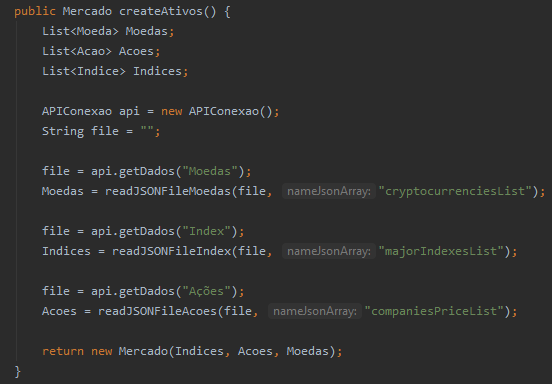 public Mercado createAtivos() {
List<Moeda> Moedas;
List<Acao> Acoes;
List<Indice> Indices;
APIConexao api = new APIConexao();
String file = "";
file = api.getDados("Moedas");
Moedas = readJSONFileMoedas(file, nameJsonArray: "cryptocurrenciesList");
file = api.getDados("Index");
Indices = readJSONFileIndex(file, nameJsonArray: "majorIndexesList");
file = api.getDados("Ações");
Acoes = readJSONFileAcoes(file, nameJsonArray: "companiesPriceList");
return new Mercado(Indices, Acoes, Moedas);
}